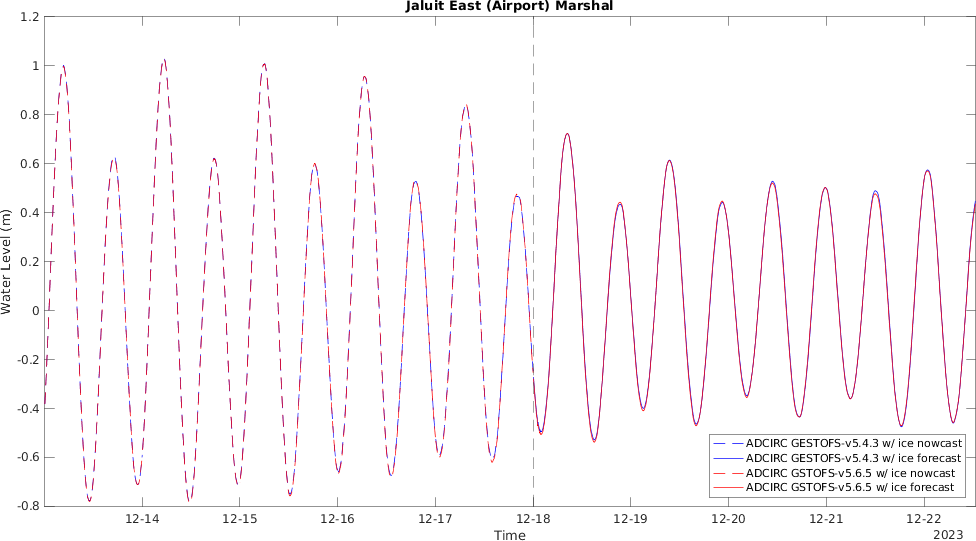 Jaluit East (Airport) Marshal
1.2
1
0.8
0.6
0.4
0.2
0
-0.2
-0.4
-0.6
-0.8
Water Level (m)
ADCIRC GESTOFS-v5.4.3 w/ ice nowcast
ADCIRC GESTOFS-v5.4.3 w/ ice forecast
ADCIRC GSTOFS-v5.6.5 w/ ice nowcast
ADCIRC GSTOFS-v5.6.5 w/ ice forecast
12-14 12-15 12-16 12-17 12-18 12-19 12-20 12-21 12-22
Time
2023